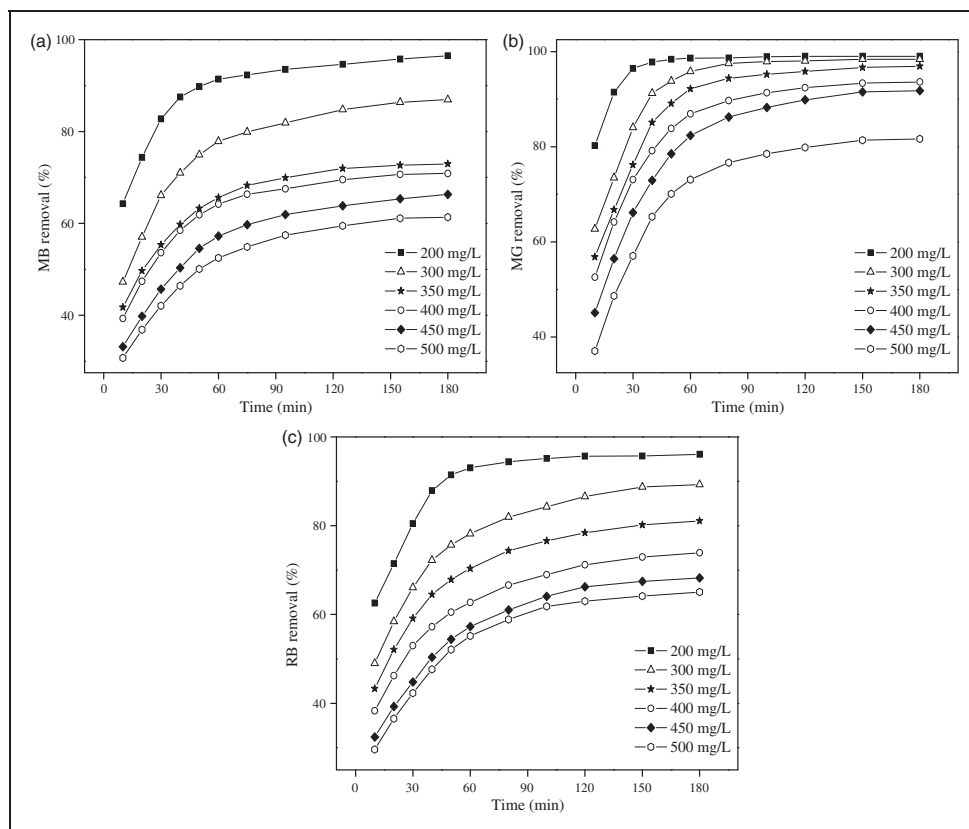 (a)
100
80
60
40
MB removal (%)
200 mg/L
300 mg/L
350 mg/L
400 mg/L
450 mg/L
500 mg/L
0 30 60 90 120 150 180
Time (min)
(b)
100
80
60
40
MG removal (%)
200 mg/L
300 mg/L
350 mg/L
400 mg/L
450 mg/L
500 mg/L
0 30 60 90 120 150 180
Time (min)
(c)
100
80
60
40
RB removal (%)
200 mg/L
300 mg/L
350 mg/L
400 mg/L
450 mg/L
500 mg/L
0 30 60 90 120 150 180
Time (min)